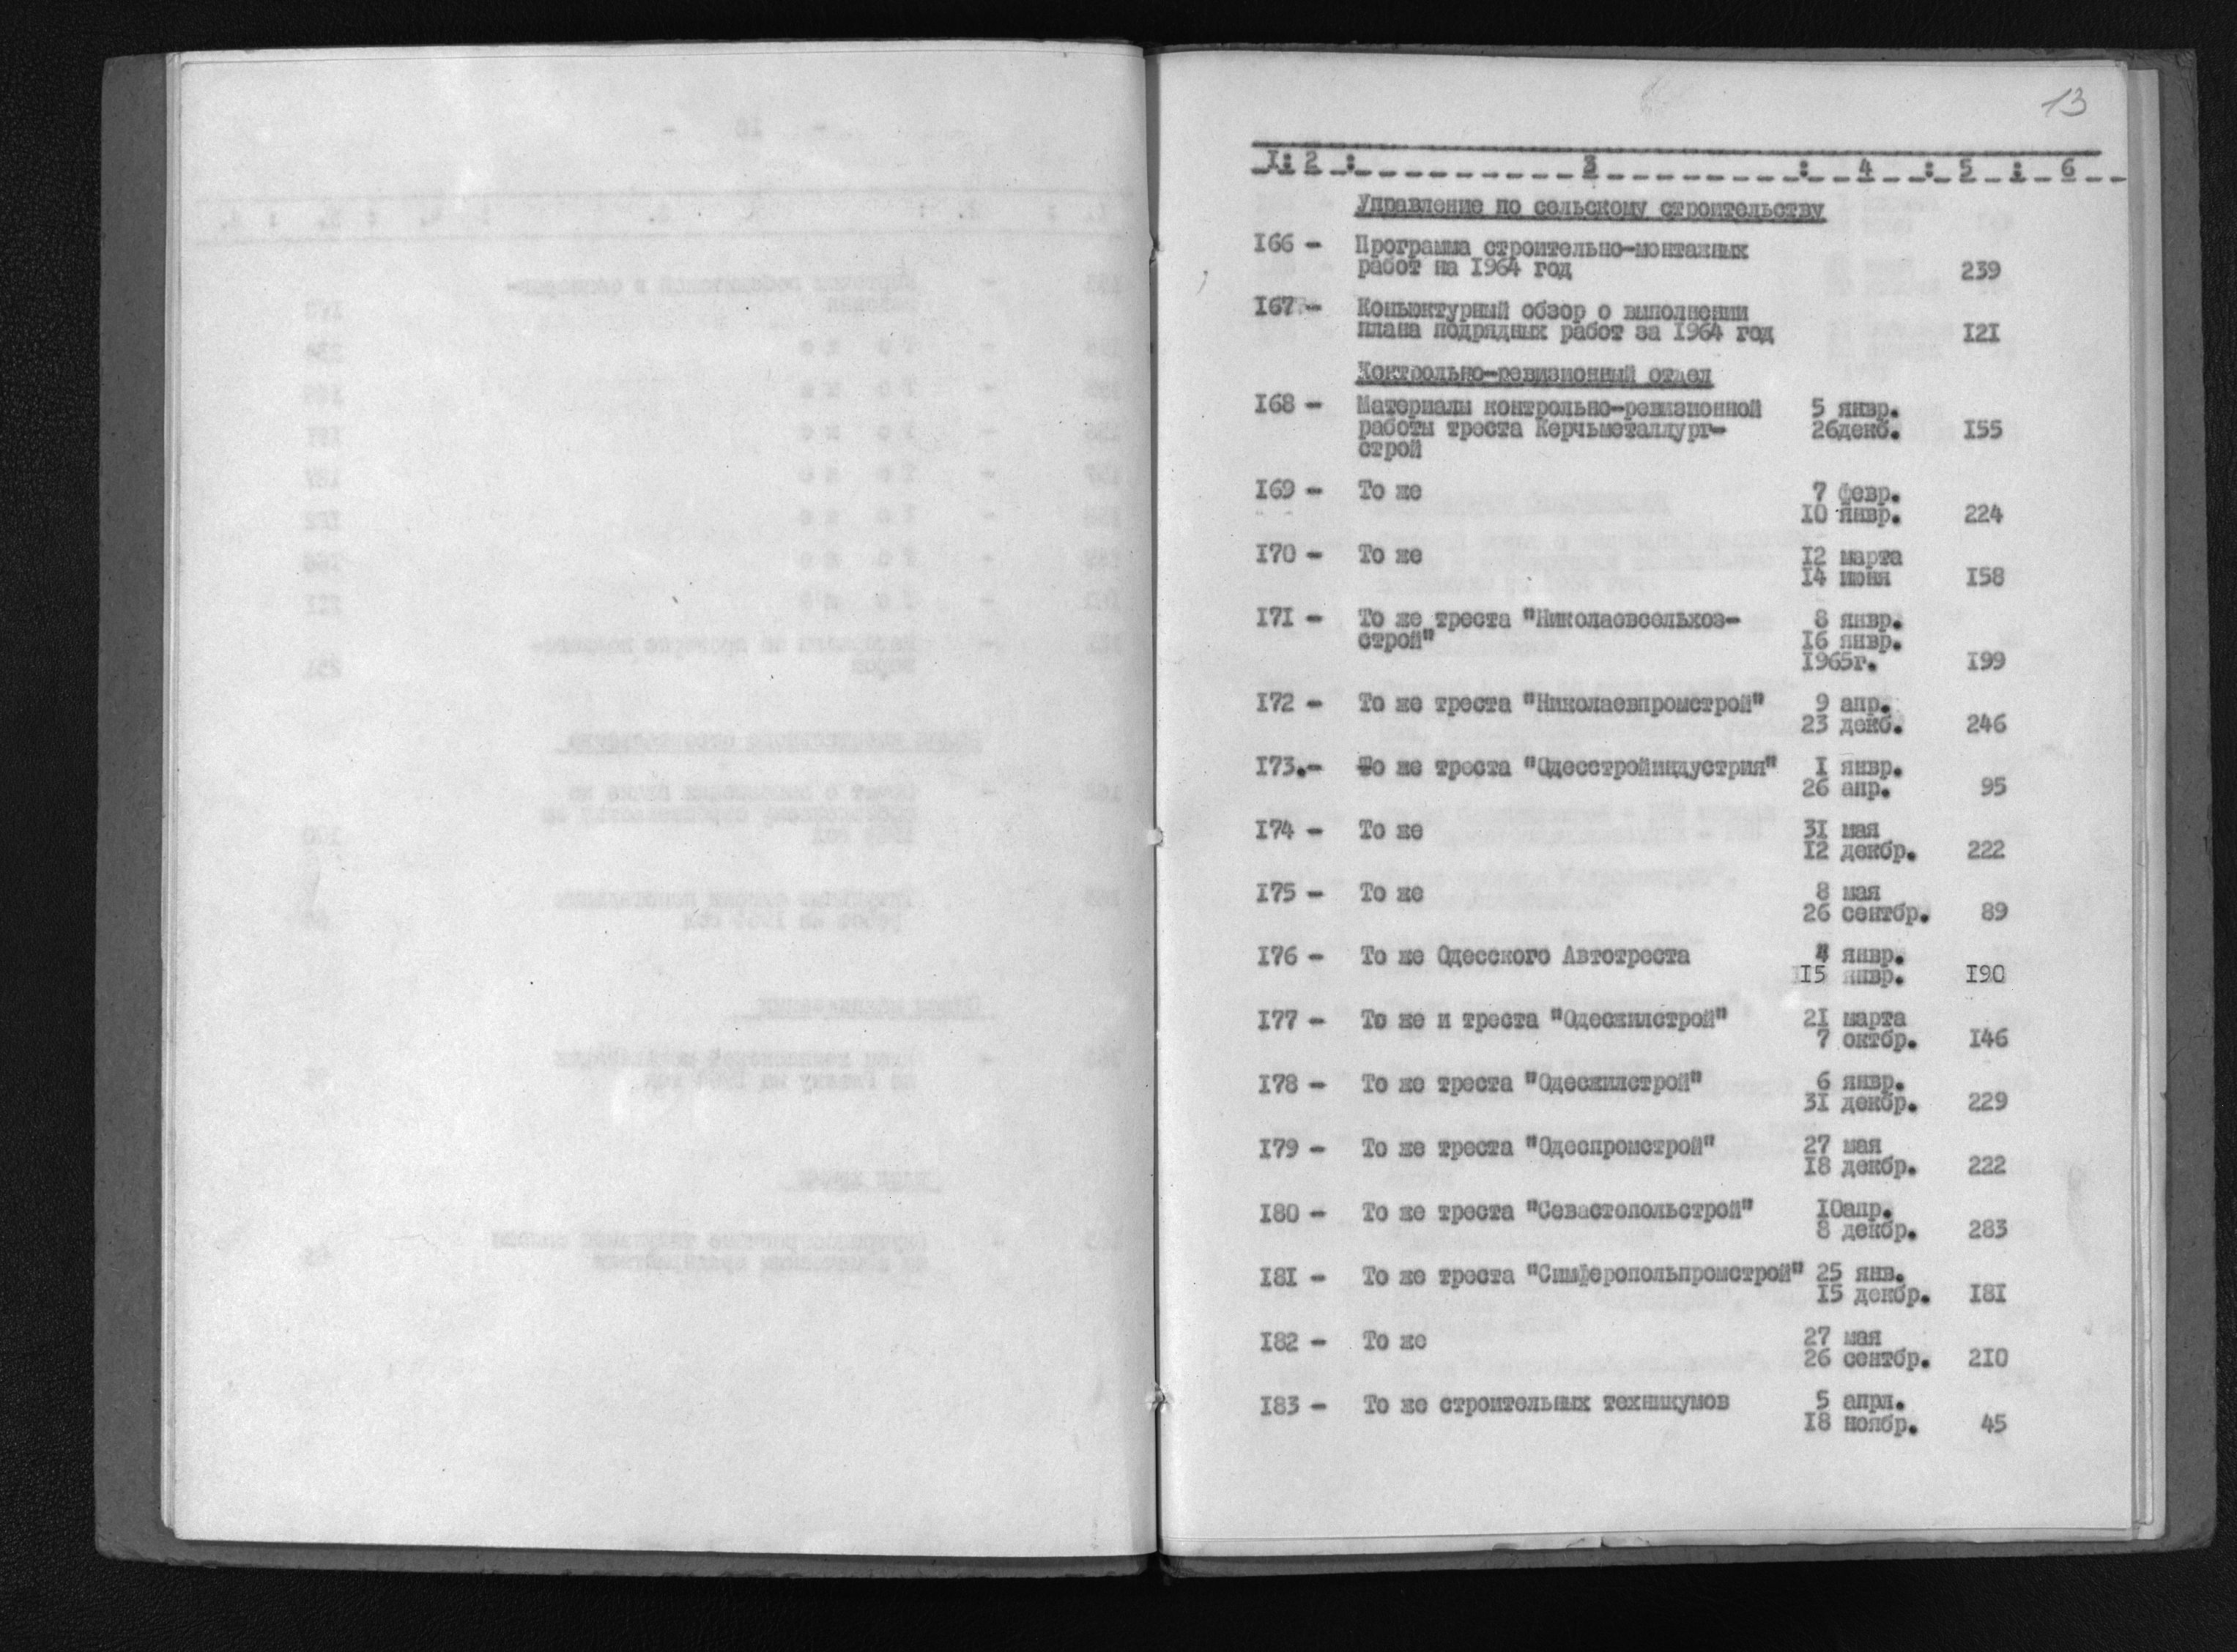 13
1: 2 : 3 : 4 : 5 : 6
Управление по сельскому строительству
166 - Программа строительно-монтажных
работ на 1964 год 239
167 - Коньюктурный обзор о выполнении
плана подрядных работ за 1964 год 121
Контрольно-ревизионный отдел
168 - Материалы контрольно-ревизионной 5 янвр.
работы треста Керчьметаллург- 26декб. 155
строй
169 - То же 7 февр.
10 янвр. 224
170 - То же 12 марта
14 июня 158
171 - То же треста "Николаевсельхоз- 8 янвр.
строй" 16 янвр.
1965г. 199
172 - То же треста "Николаевпромстрой" 9 апр.
23 декб. 246
173.- То же треста "Одесстройиндустрия" 1 янвр.
26 апр. 95
174 - То же 31 мая
12 декбр. 222
175 - То же 8 мая
26 сентбр. 89
176 - То же Одесского Автотреста 4 янвр.
15 янвр. 190
177 - То же и треста "Одесжилстрой" 21 марта
7 октбр. 146
178 - То же треста "Одесжилстрой" 6 янвр.
31 декбр. 229
179 - То же треста "Одеспромстрой" 27 мая
18 декбр. 222
180 - То же треста "Севастопольстрой" 10апр.
8 декбр. 283
181 - То же треста "Симферопольпромстрой" 25 янв.
15 декбр. 181
182 - То же 27 мая
26 сентбр. 210
183 - То же строительных техникумов 5 апрл.
18 ноябр. 45